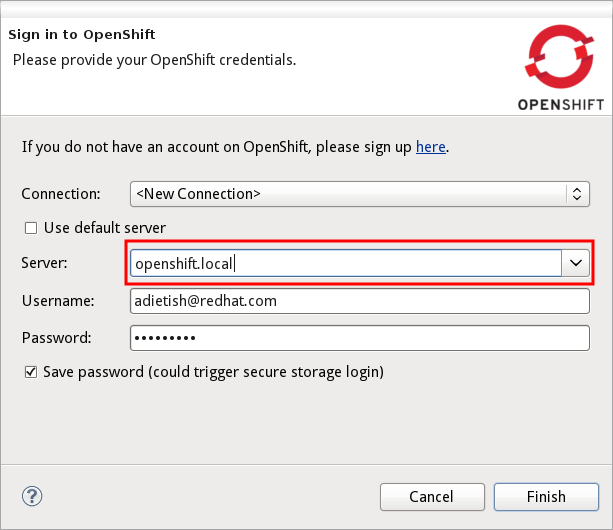 Sign in to OpenShift
Please provide your OpenShift credentials.
OPENSHIFT
If you do not have an account on OpenShift, please sign up here.
Connection: <New Connection>
Use default server
Server: openshift.local
Username: adietish@redhat.com
Password: •••••••••
Save password (could trigger secure storage login)
? Cancel Finish